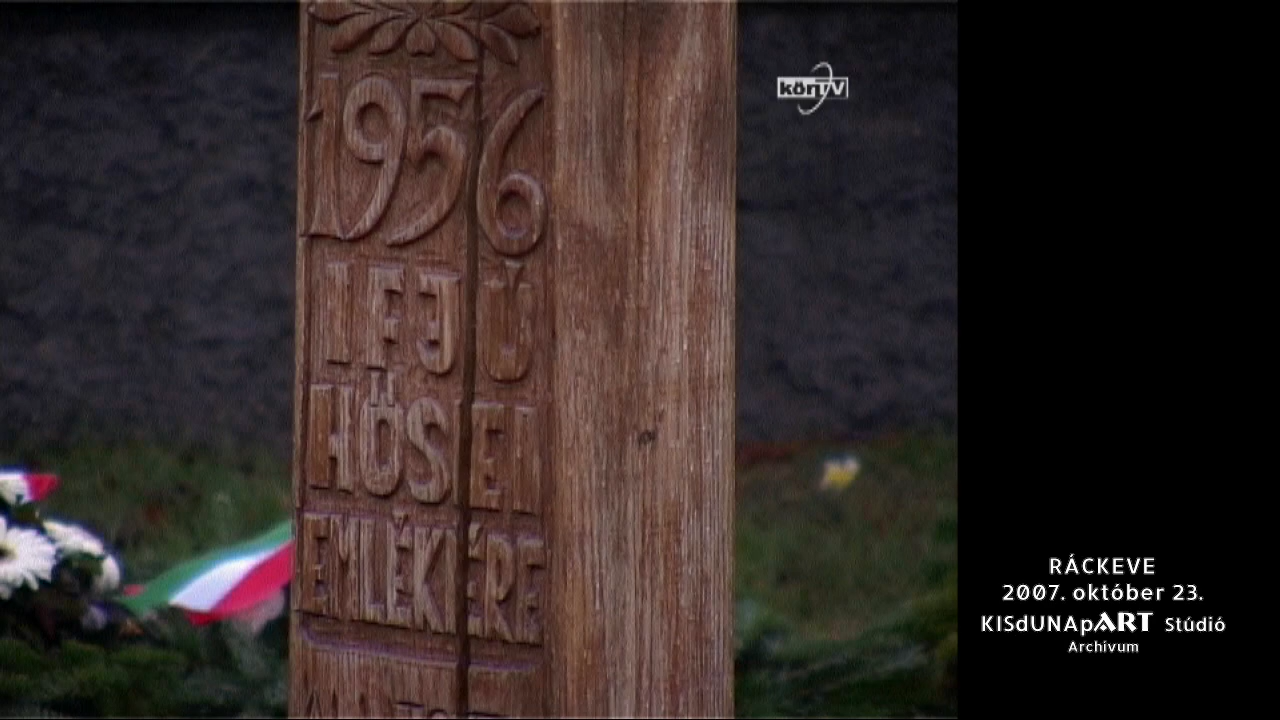 1956
IFJÚ
HŐSEI
EMLÉKÉRE
körTV
RÁCKEVE
2007. október 23.
KISdUNApART Stúdió
Archívum